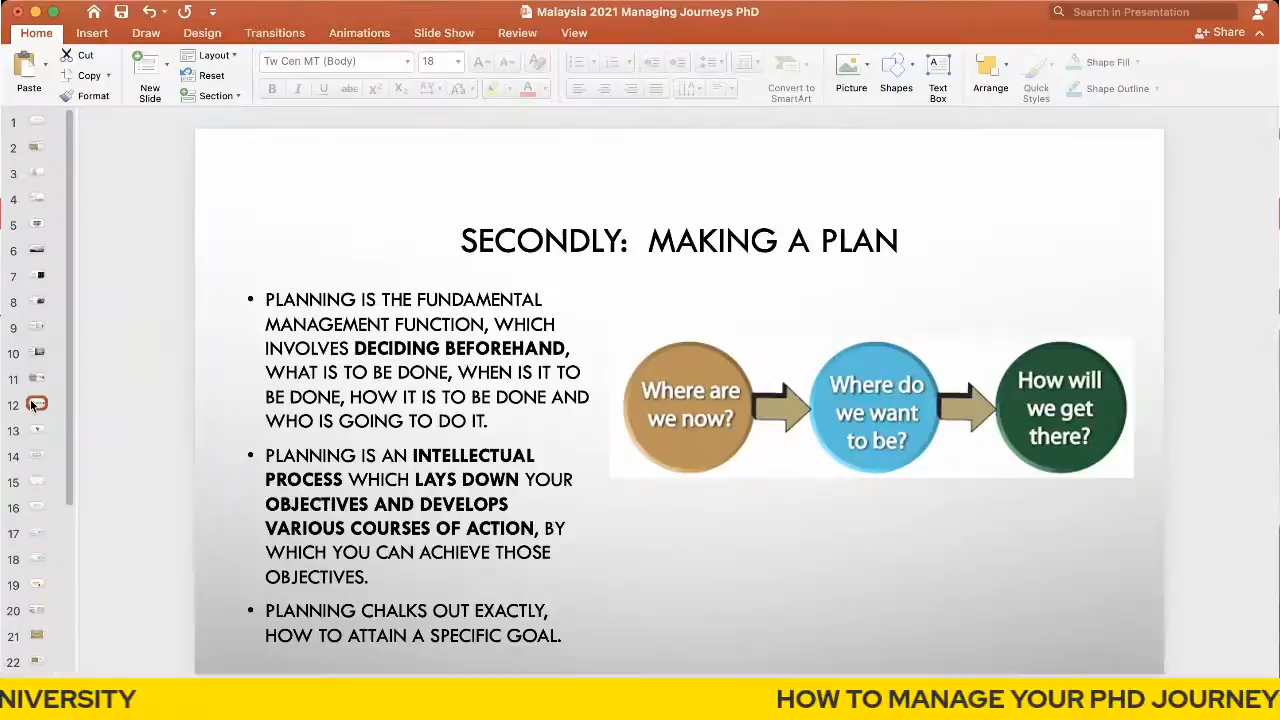 Malaysia 2021 Managing Journeys PhD
Search in Presentation
Home Insert Draw Design Transitions Animations Slide Show Review View
Share
Paste
Cut
Copy
Format
New
Slide
Layout
Reset
Section
Tw Cen MT (Body) 18
Convert to
SmartArt
Picture
Shapes
Text
Box
Arrange
Quick
Styles
Shape Fill
Shape Outline
1
2
3
4
5
6
7
8
9
10
11
12
13
14
15
16
17
18
19
20
21
22
SECONDLY: MAKING A PLAN
• PLANNING IS THE FUNDAMENTAL
MANAGEMENT FUNCTION, WHICH
INVOLVES DECIDING BEFOREHAND,
WHAT IS TO BE DONE, WHEN IS IT TO
BE DONE, HOW IT IS TO BE DONE AND
WHO IS GOING TO DO IT.
• PLANNING IS AN INTELLECTUAL
PROCESS WHICH LAYS DOWN YOUR
OBJECTIVES AND DEVELOPS
VARIOUS COURSES OF ACTION, BY
WHICH YOU CAN ACHIEVE THOSE
OBJECTIVES.
• PLANNING CHALKS OUT EXACTLY,
HOW TO ATTAIN A SPECIFIC GOAL.
Where are
we now?
Where do
we want
to be?
How will
we get
there?
NIVERSITY
HOW TO MANAGE YOUR PHD JOURNEY